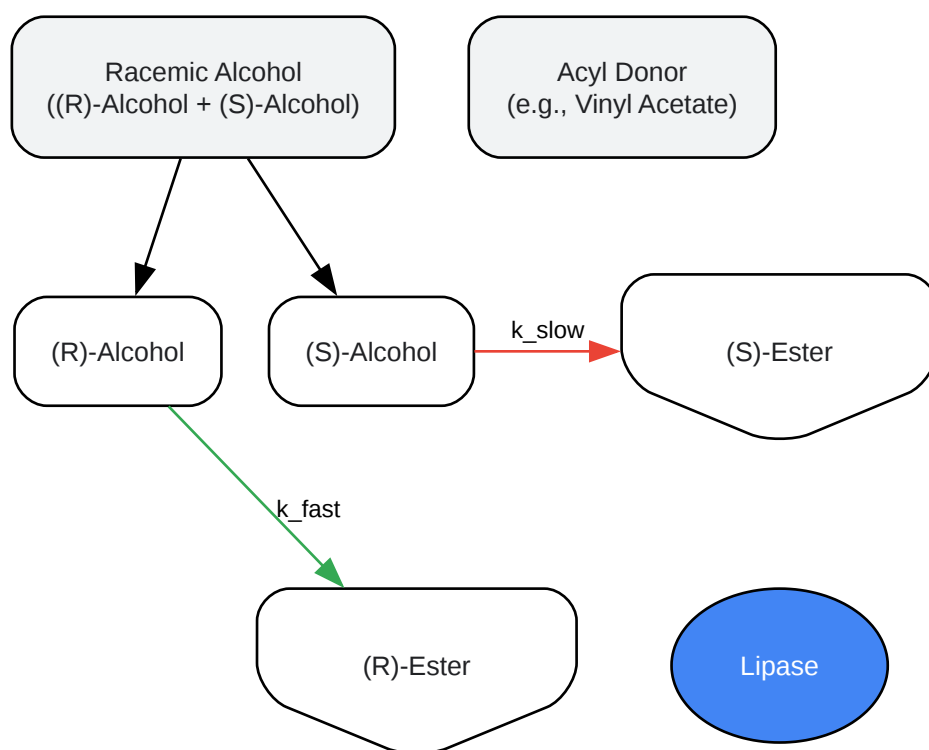 Racemic Alcohol
((R)-Alcohol + (S)-Alcohol)
Acyl Donor
(e.g., Vinyl Acetate)
(R)-Alcohol
(S)-Alcohol
k_slow
(S)-Ester
k_fast
(R)-Ester
Lipase